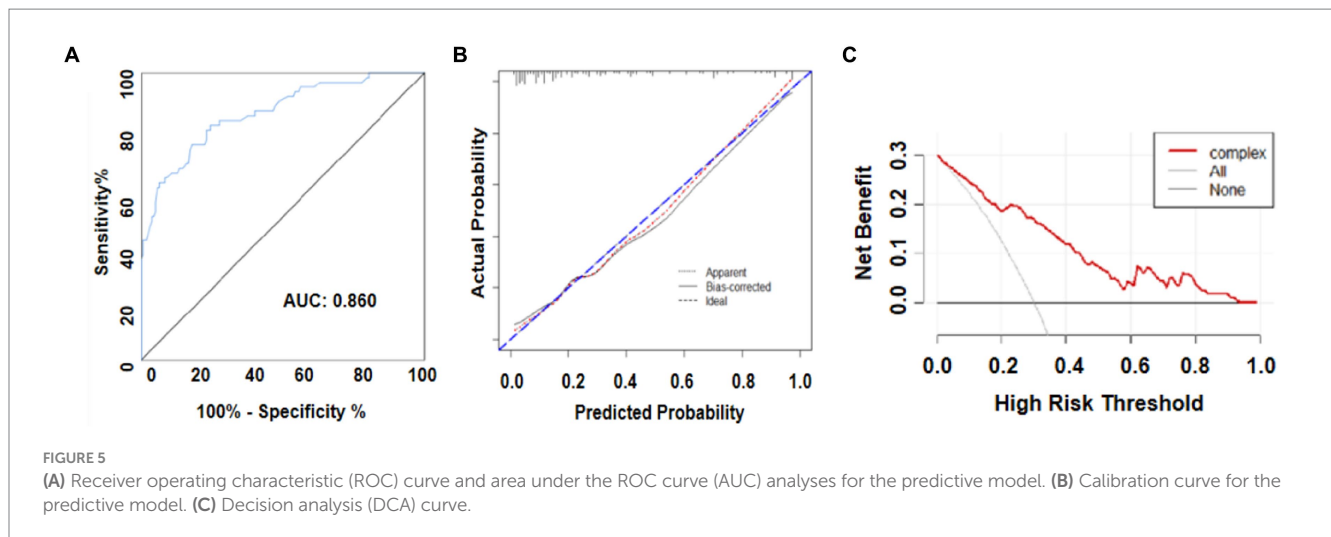 A
B
C
100
80
60
40
20
0
Sensitivity%
AUC: 0.860
0 20 40 60 80 100
100% - Specificity %
Actual Probability
Apparent
Bias-corrected
Ideal
0.0 0.2 0.4 0.6 0.8 1.0
Predicted Probability
Net Benefit
0.3
0.2
0.1
0.0
complex
All
None
0.0 0.2 0.4 0.6 0.8 1.0
High Risk Threshold
FIGURE 5
(A) Receiver operating characteristic (ROC) curve and area under the ROC curve (AUC) analyses for the predictive model. (B) Calibration curve for the
predictive model. (C) Decision analysis (DCA) curve.